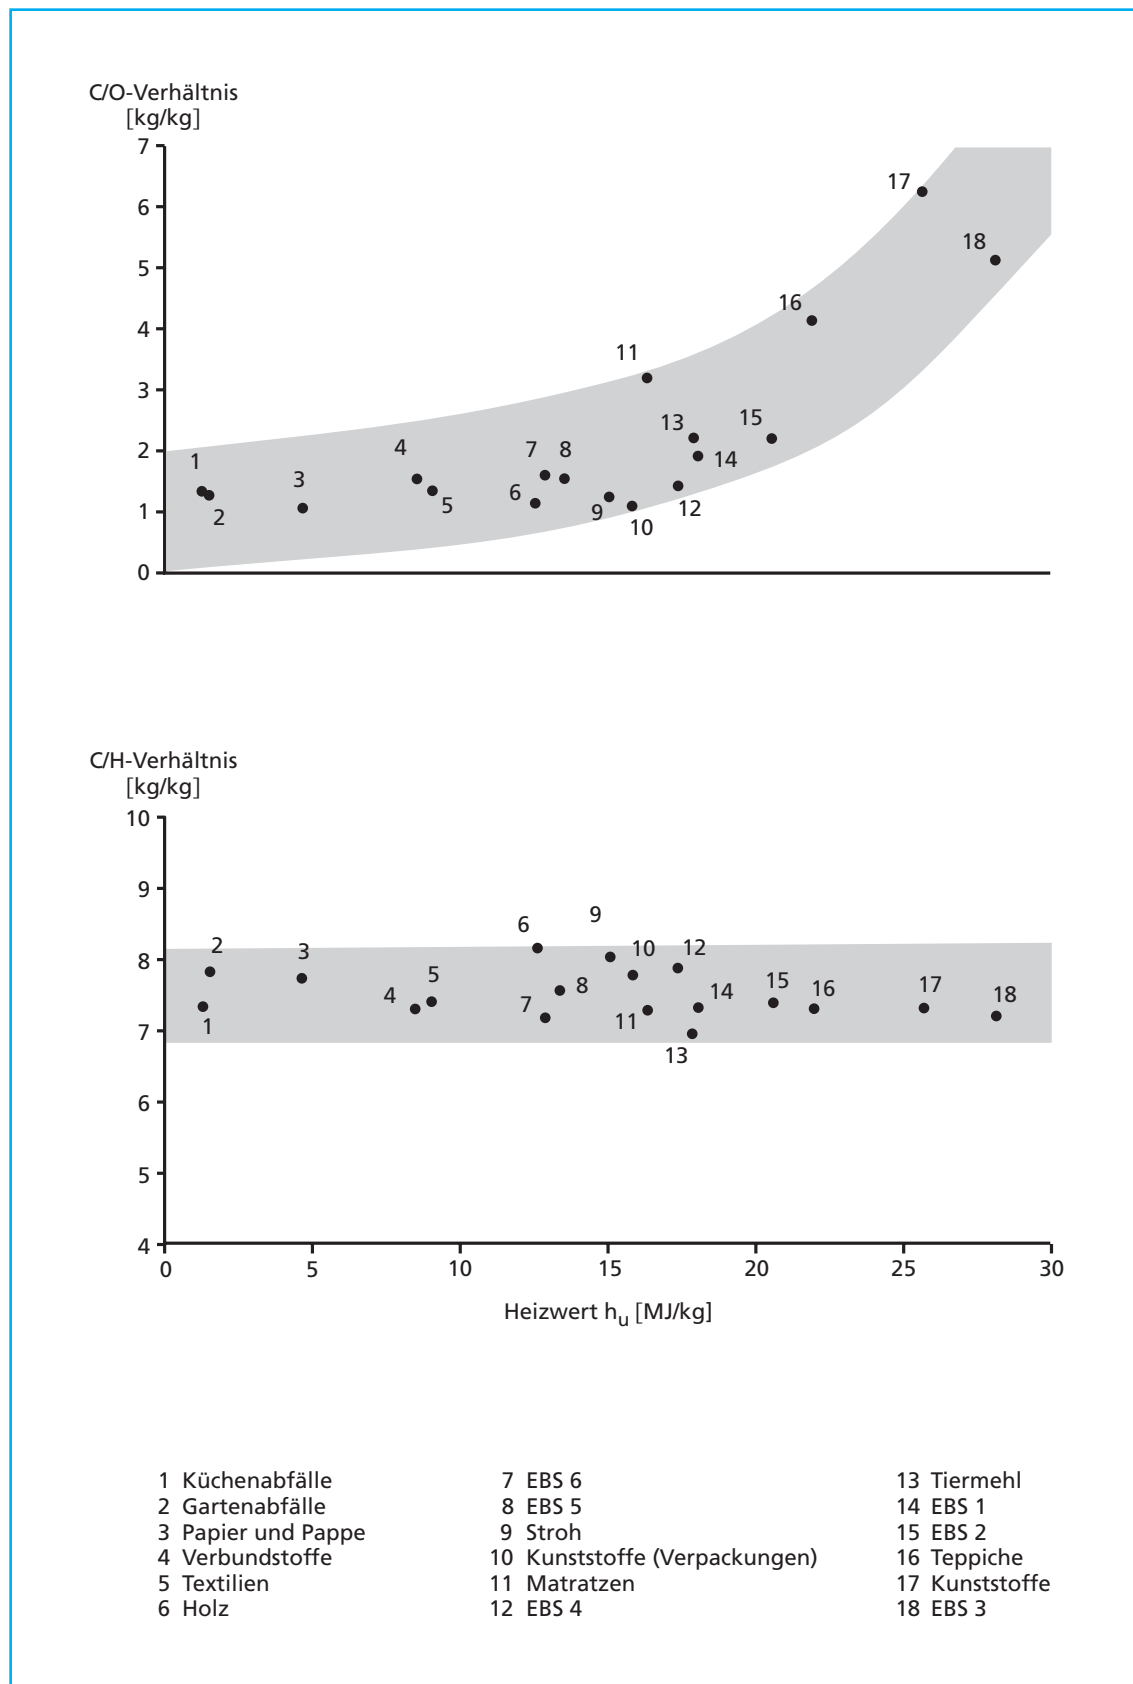 C/O-Verhältnis
[kg/kg]
7
6
5
4
3
2
1
0
1
2
3
4
5
6
7
8
9
10
11
12
13
14
15
16
17
18
C/H-Verhältnis
[kg/kg]
10
9
8
7
6
5
4
1
2
3
4
5
6
7
8
9
10
11
12
13
14
15
16
17
18
0 5 10 15 20 25 30
Heizwert hu [MJ/kg]
1 Küchenabfälle
2 Gartenabfälle
3 Papier und Pappe
4 Verbundstoffe
5 Textilien
6 Holz
7 EBS 6
8 EBS 5
9 Stroh
10 Kunststoffe (Verpackungen)
11 Matratzen
12 EBS 4
13 Tiermehl
14 EBS 1
15 EBS 2
16 Teppiche
17 Kunststoffe
18 EBS 3